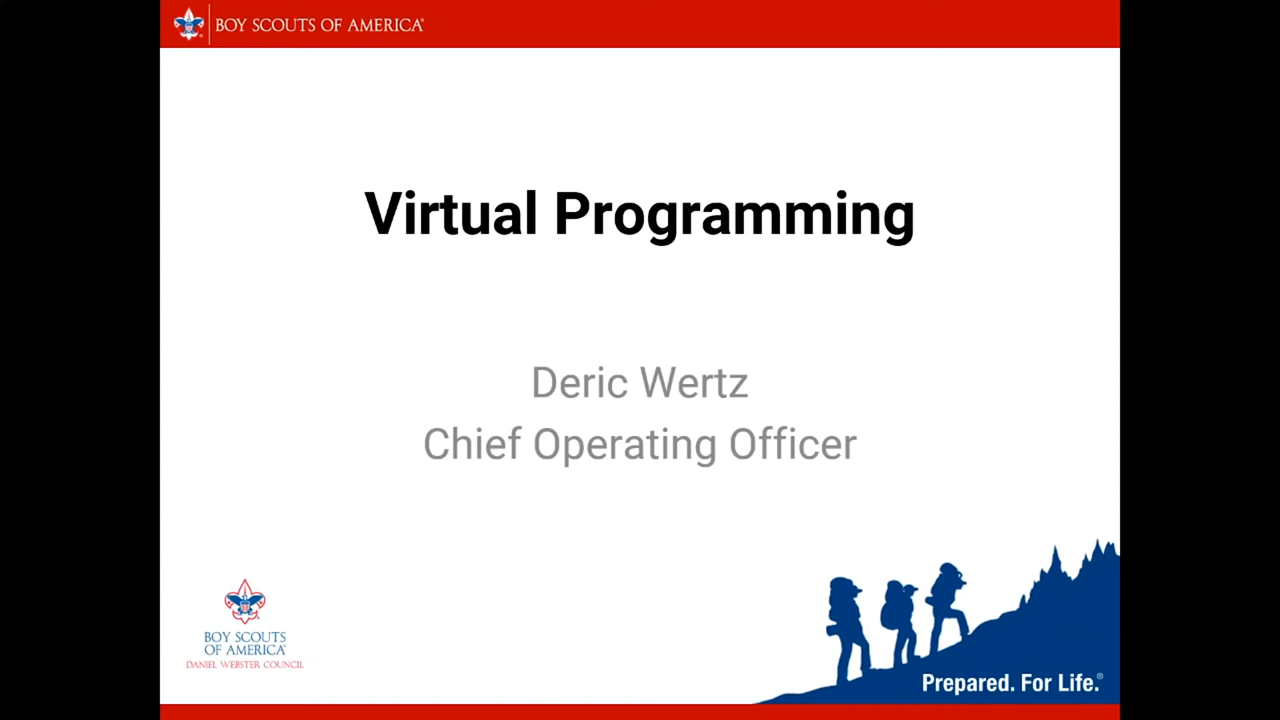 BOY SCOUTS OF AMERICA®
Virtual Programming
Deric Wertz
Chief Operating Officer
BOY SCOUTS
OF AMERICA®
DANIEL WEBSTER COUNCIL
Prepared. For Life.®